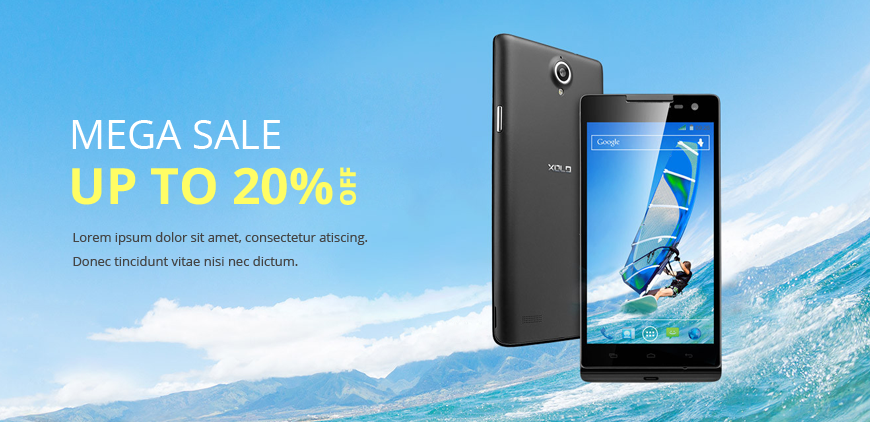 MEGA SALE
UP TO 20% OFF
Lorem ipsum dolor sit amet, consectetur atiscing.
Donec tincidunt vitae nisi nec dictum.
XOLO
Google